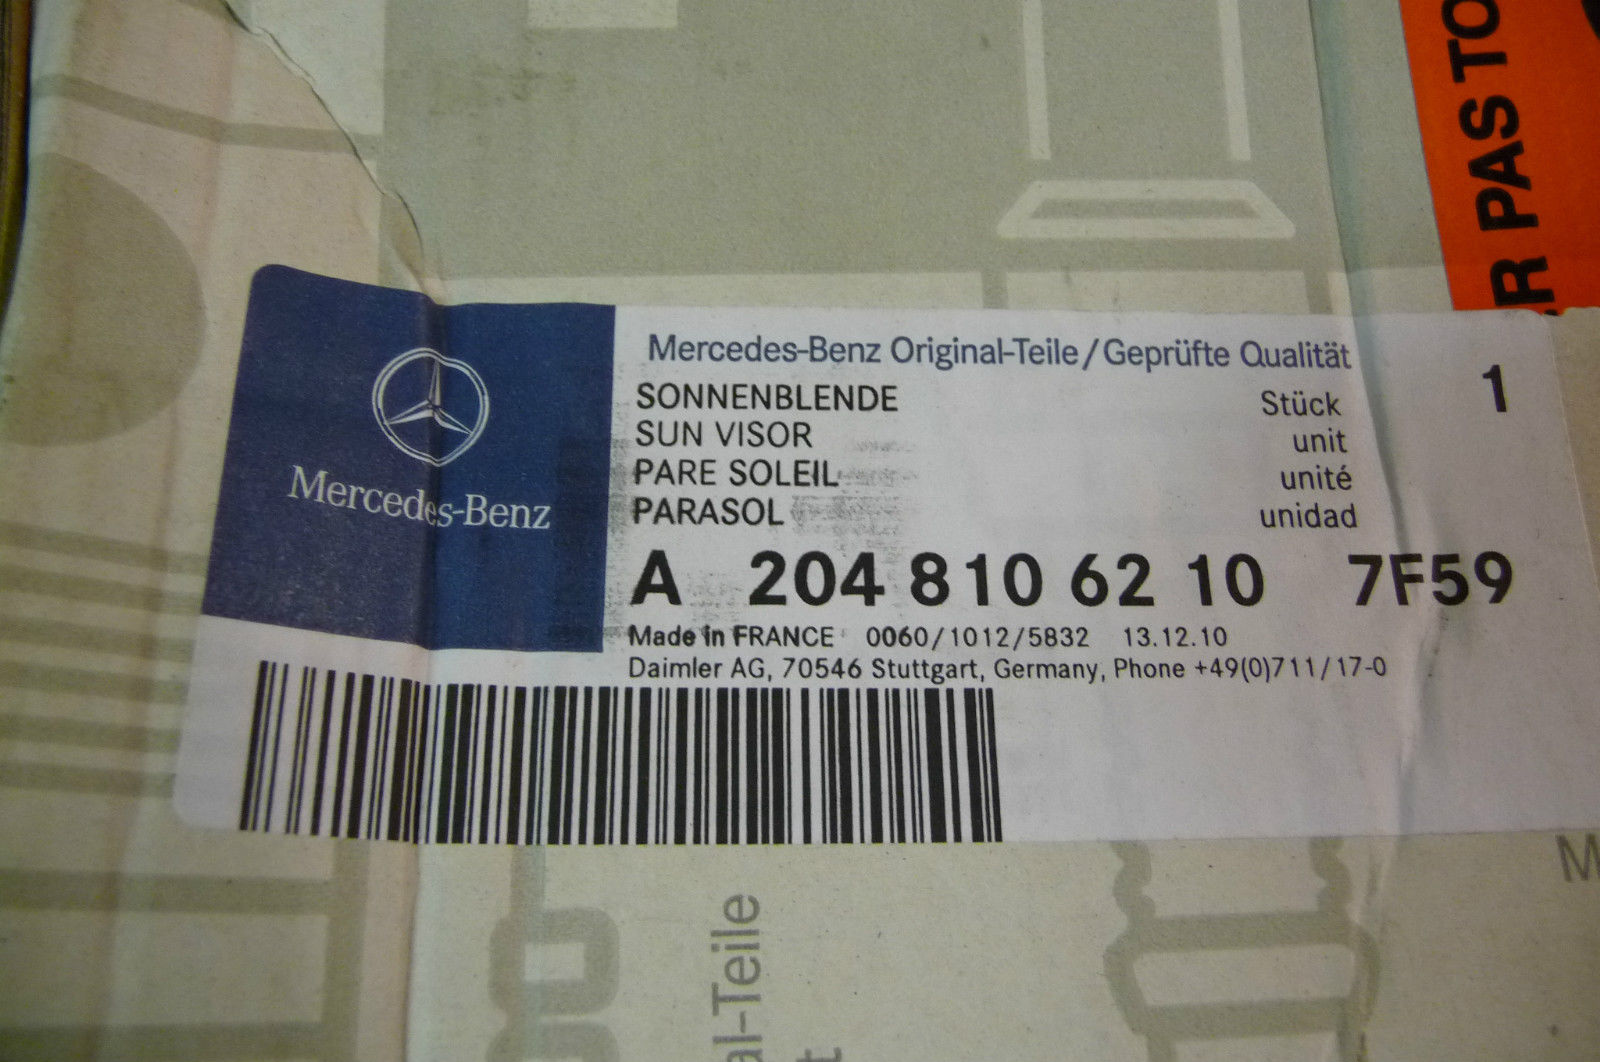 R PAS TO
Mercedes-Benz
Mercedes-Benz Original-Teile/Geprüfte Qualität
SONNENBLENDE Stück 1
SUN VISOR unit
PARE SOLEIL unité
PARASOL unidad
A 204 810 62 10 7F59
Made in FRANCE 0060/1012/5832 13.12.10
Daimler AG, 70546 Stuttgart, Germany, Phone +49(0)711/17-0
al-Teile
t
M